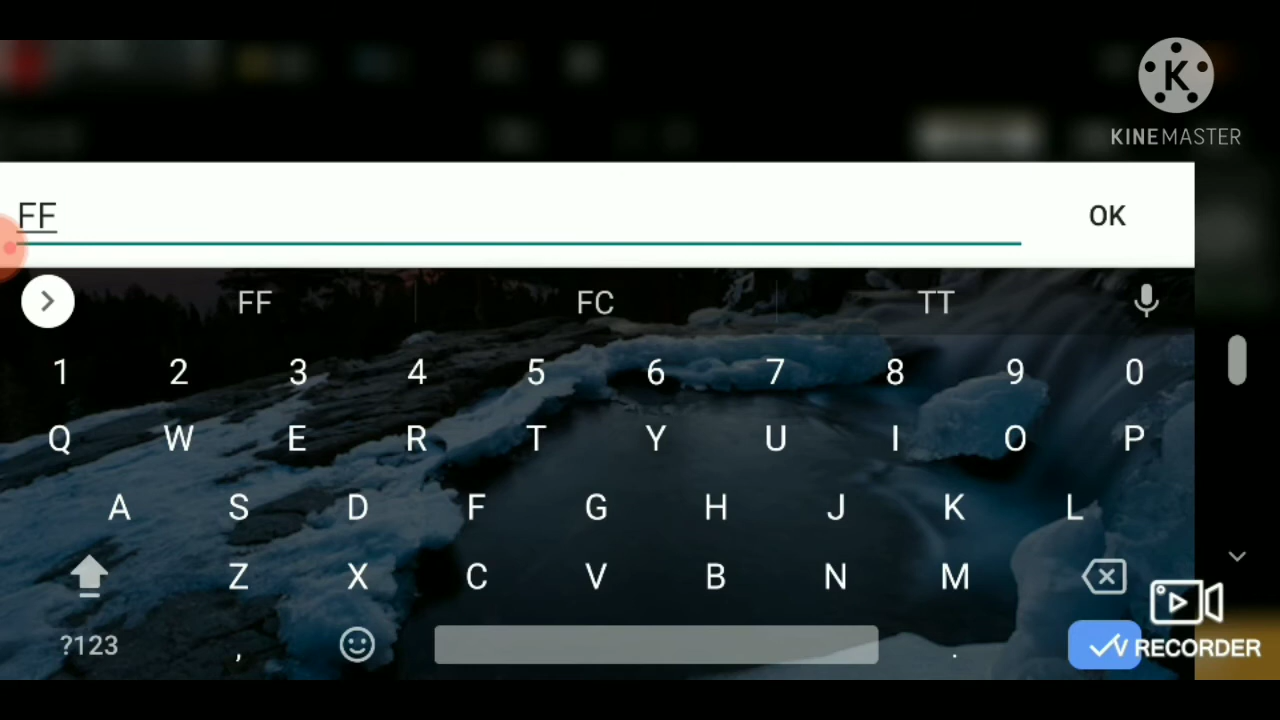 K
KINEMASTER
FF
OK
FF FC TT
1 2 3 4 5 6 7 8 9 0
Q W E R T Y U I O P
A S D F G H J K L
Z X C V B N M
?123 , .
V RECORDER